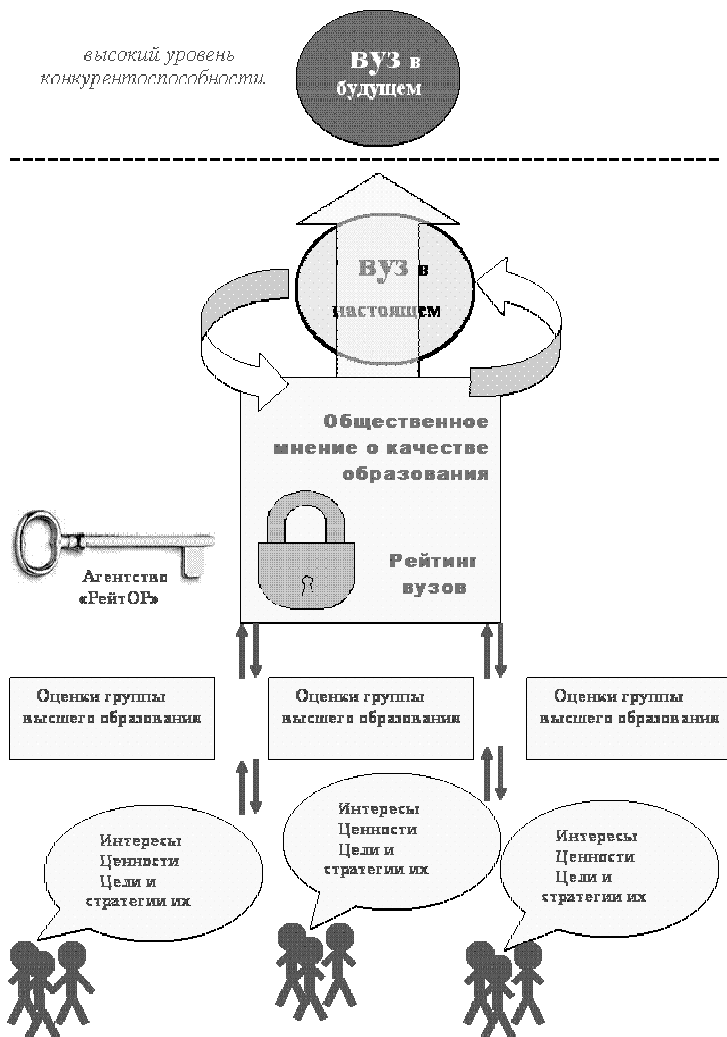 высокий уровень
конкурентоспособности.
вуз в
будущем
вуз в
настоящем
Общественное
мнение о качестве
образования
Рейтинг
вузов
Агентство
«РейтОР»
Оценки группы
высшего образования
Оценки группы
высшего образования
Оценки группы
высшего образования
Интересы
Ценности
Цели и
стратегии их
Интересы
Ценности
Цели и
стратегии их
Интересы
Ценности
Цели и
стратегии их